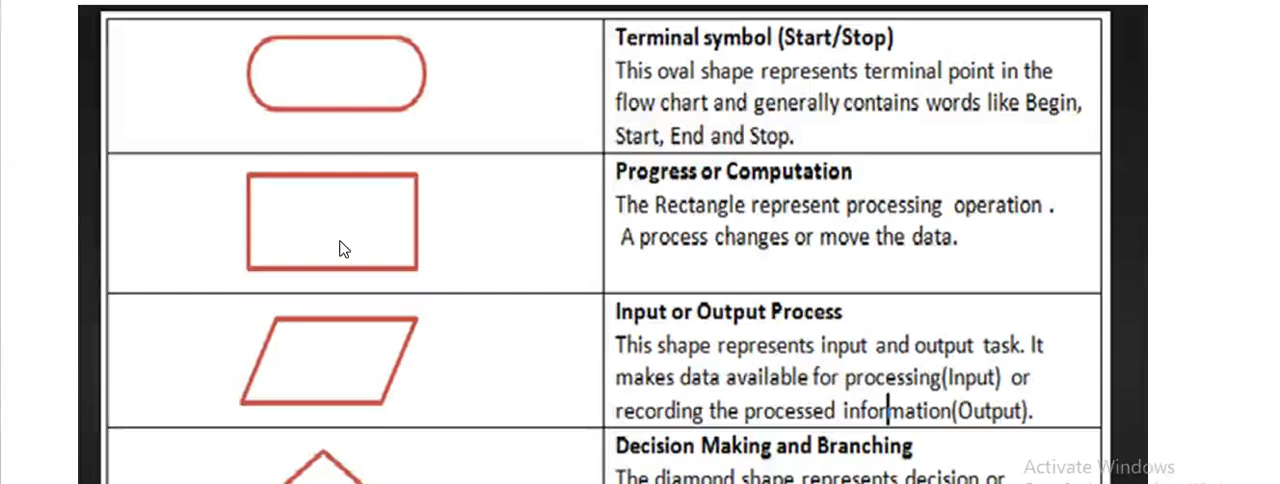 Terminal symbol (Start/Stop)
This oval shape represents terminal point in the
flow chart and generally contains words like Begin,
Start, End and Stop.
Progress or Computation
The Rectangle represent processing operation .
A process changes or move the data.
Input or Output Process
This shape represents input and output task. It
makes data available for processing(Input) or
recording the processed information(Output).
Decision Making and Branching
The diamond shape represents decision or
Activate Windows